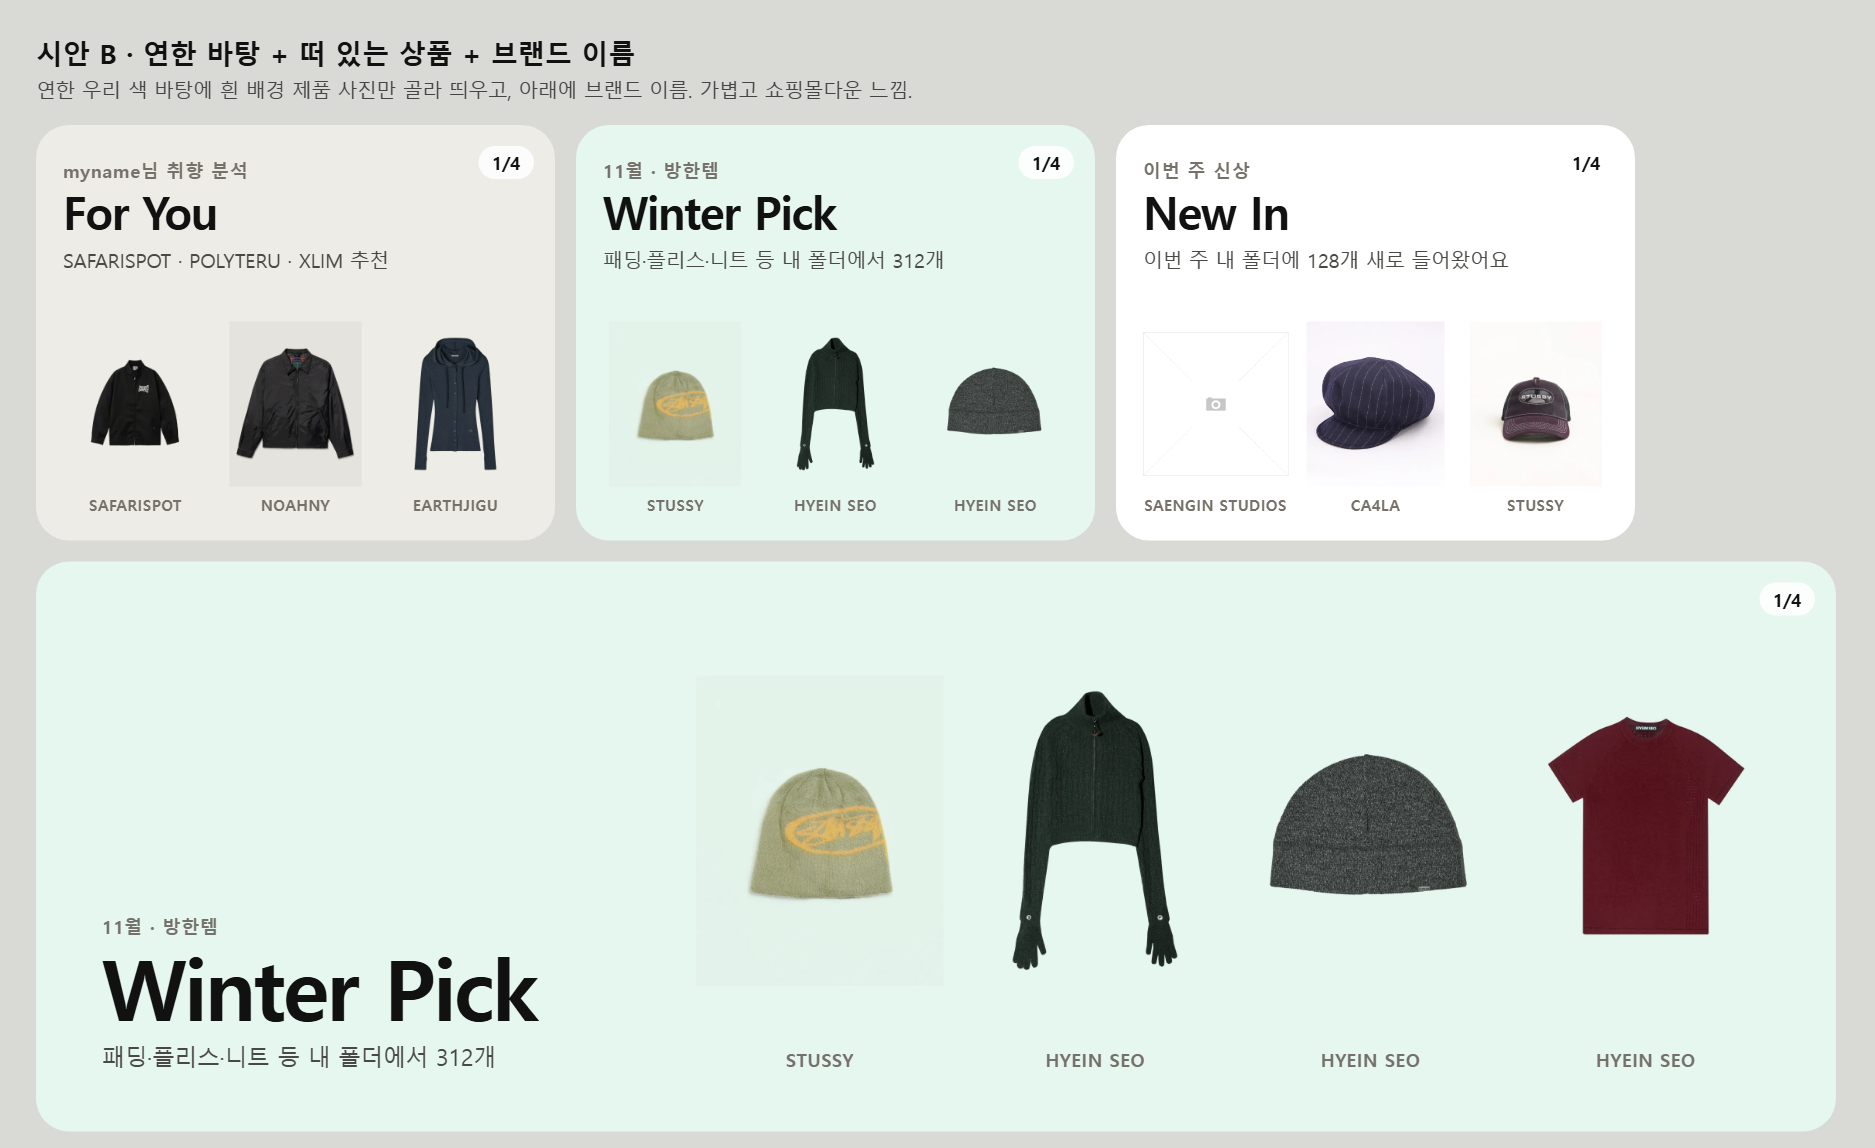 시안 B · 연한 바탕 + 떠 있는 상품 + 브랜드 이름
연한 우리 색 바탕에 흰 배경 제품 사진만 골라 띄우고, 아래에 브랜드 이름. 가볍고 쇼핑몰다운 느낌.
myname님 취향 분석
1/4
For You
SAFARISPOT · POLYTERU · XLIM 추천
SAFARISPOT
NOAHNY
EARTHJIGU
11월 · 방한템
1/4
Winter Pick
패딩·플리스·니트 등 내 폴더에서 312개
STUSSY
HYEIN SEO
HYEIN SEO
이번 주 신상
1/4
New In
이번 주 내 폴더에 128개 새로 들어왔어요
STUSSY
SAENGIN STUDIOS
CA4LA
STUSSY
1/4
11월 · 방한템
Winter Pick
패딩·플리스·니트 등 내 폴더에서 312개
HYEIN SEO
STUSSY
HYEIN SEO
HYEIN SEO
HYEIN SEO